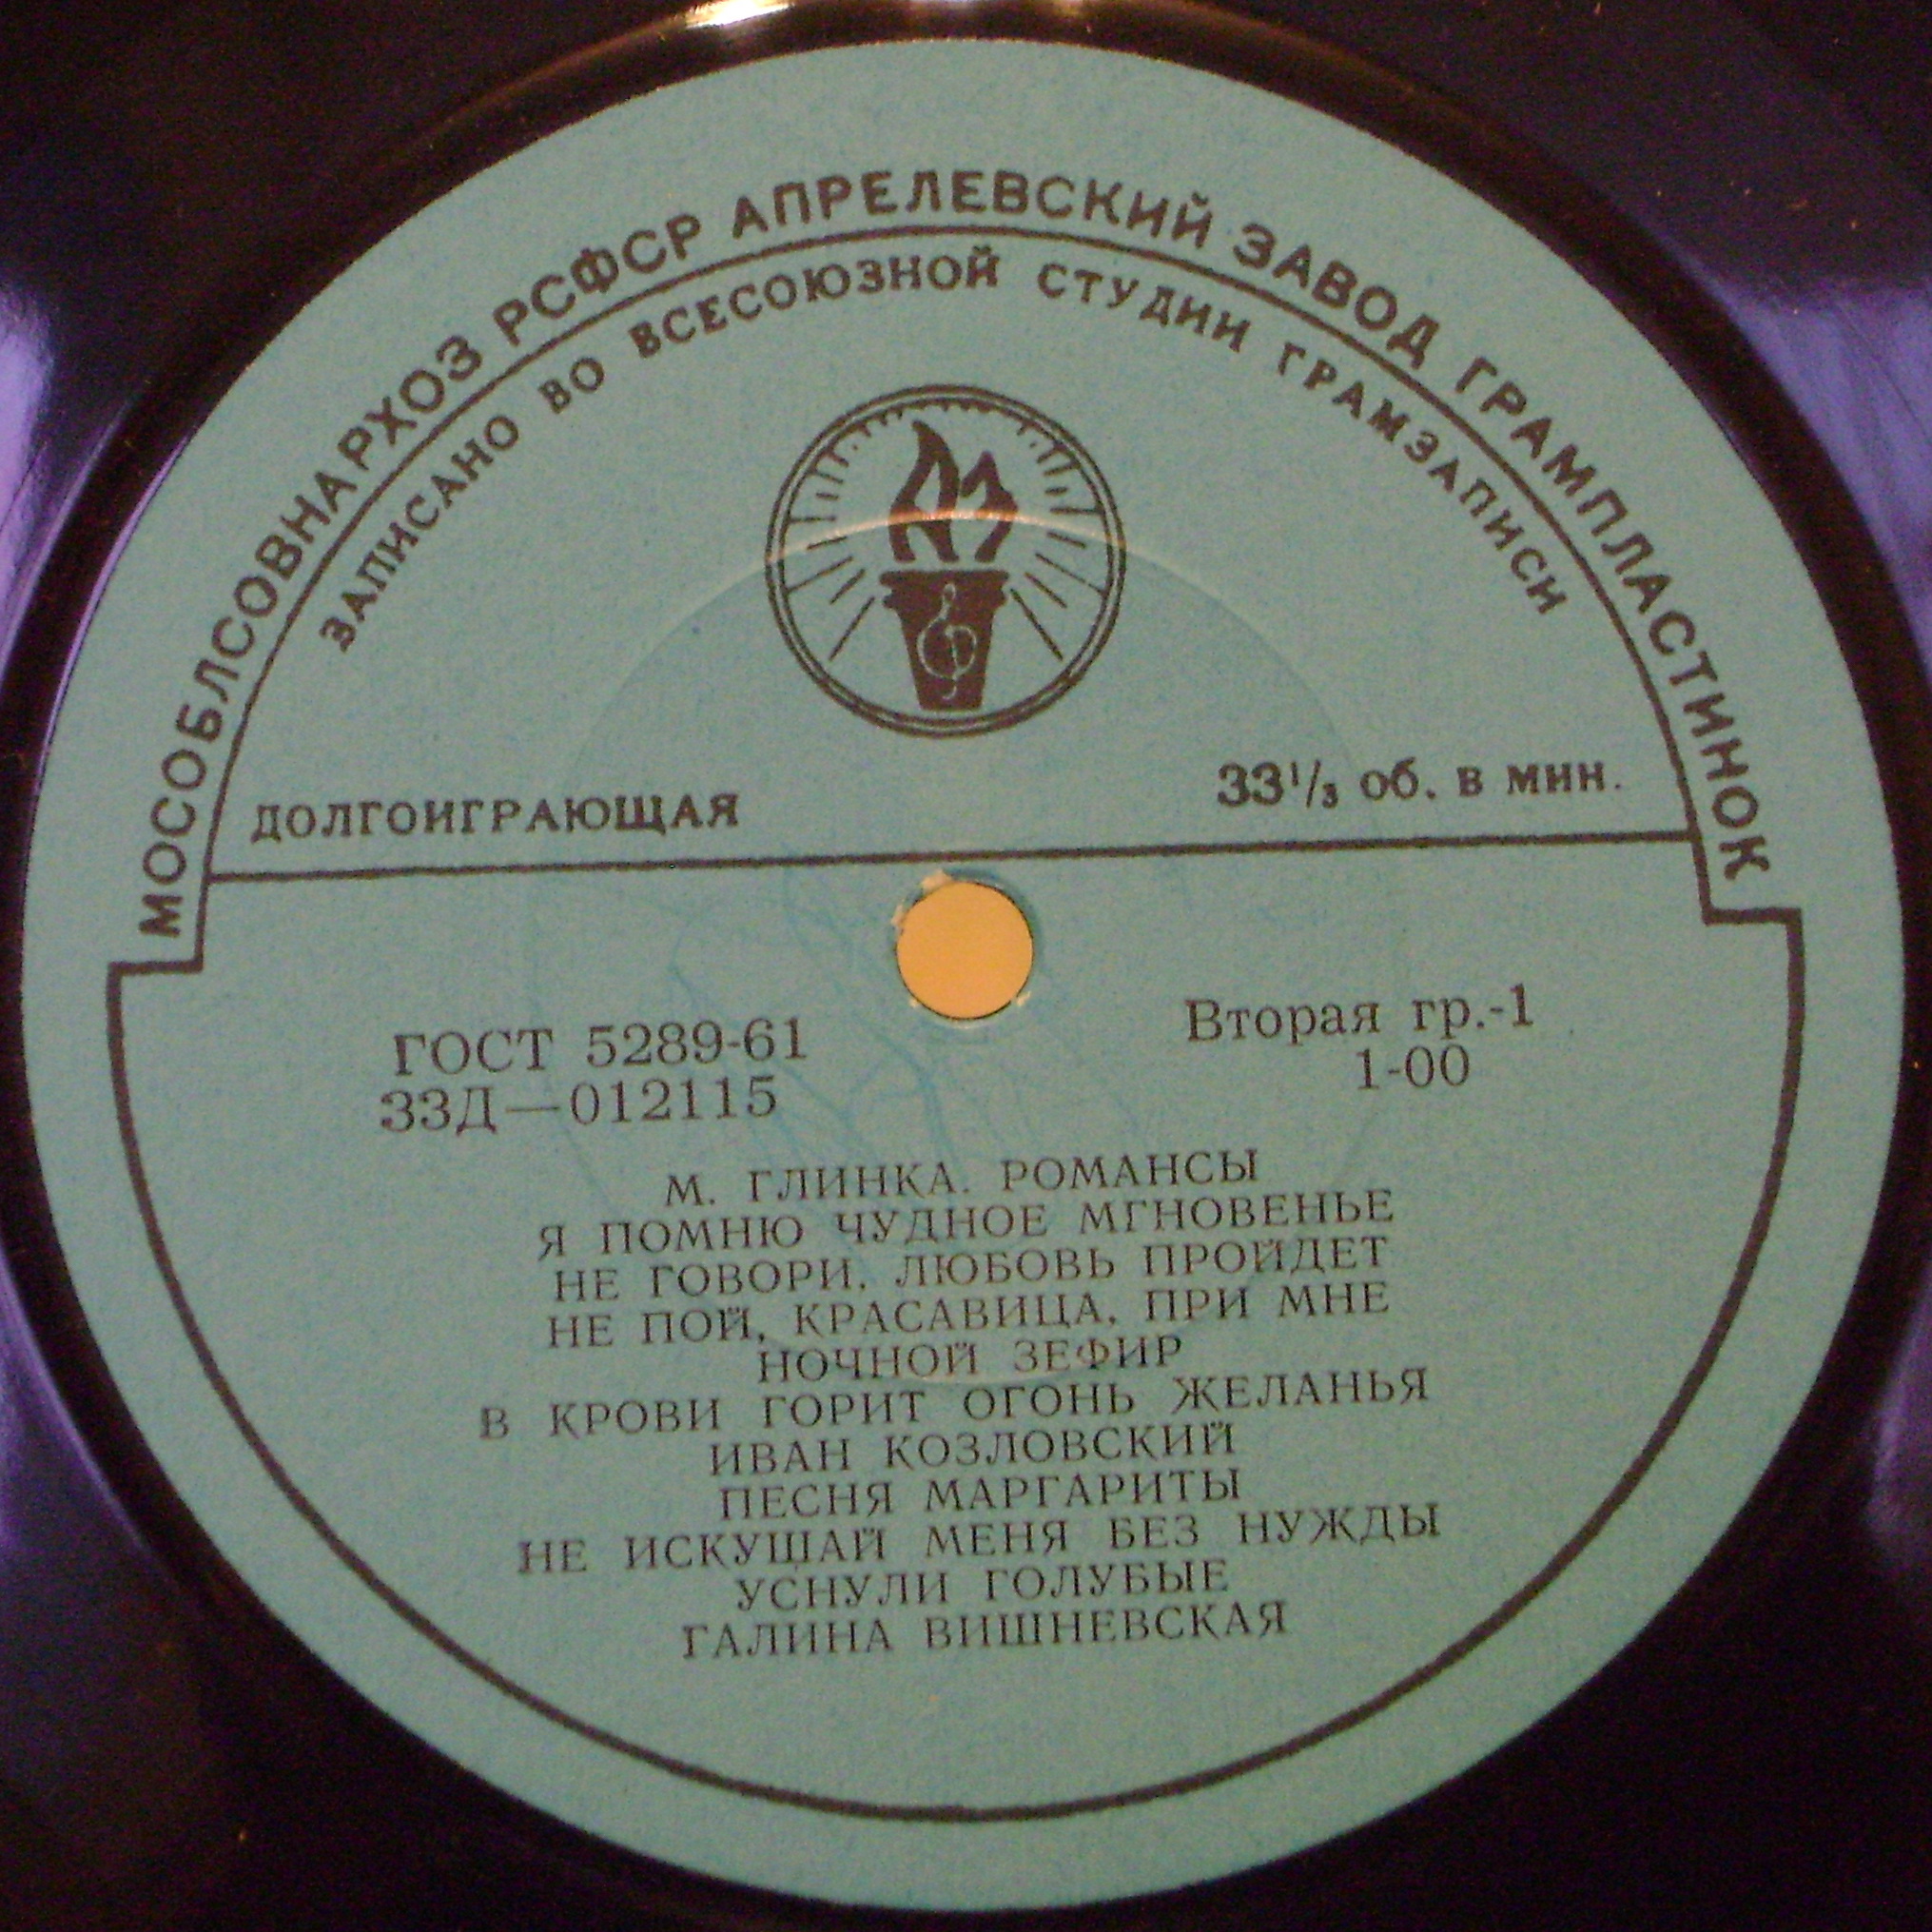 МОСОБЛСОВНАРХОЗ РСФСР АПРЕЛЕВСКИЙ ЗАВОД ГРАМПЛАСТИНОК
ЗАПИСАНО ВО ВСЕСОЮЗНОЙ СТУДИИ ГРАМЗАПИСИ
ДОЛГОИГРАЮЩАЯ
33 1/3 об. в мин.
ГОСТ 5289-61
Вторая гр.-1
33Д—012115
1-00
М. ГЛИНКА. РОМАНСЫ
Я ПОМНЮ ЧУДНОЕ МГНОВЕНЬЕ
НЕ ГОВОРИ, ЛЮБОВЬ ПРОЙДЕТ
НЕ ПОЙ, КРАСАВИЦА, ПРИ МНЕ
НОЧНОЙ ЗЕФИР
В КРОВИ ГОРИТ ОГОНЬ ЖЕЛАНЬЯ
ИВАН КОЗЛОВСКИЙ
ПЕСНЯ МАРГАРИТЫ
НЕ ИСКУШАЙ МЕНЯ БЕЗ НУЖДЫ
УСНУЛИ ГОЛУБЫЕ
ГАЛИНА ВИШНЕВСКАЯ